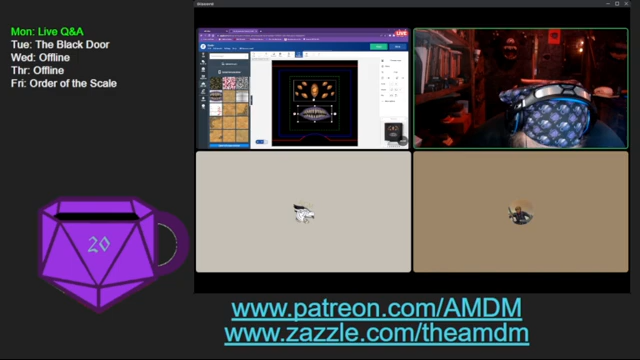 Mon: Live Q&A
Tue: The Black Door
Wed: Offline
Thr: Offline
Fri: Order of the Scale
20
www.patreon.com/AMDM
www.zazzle.com/theamdm